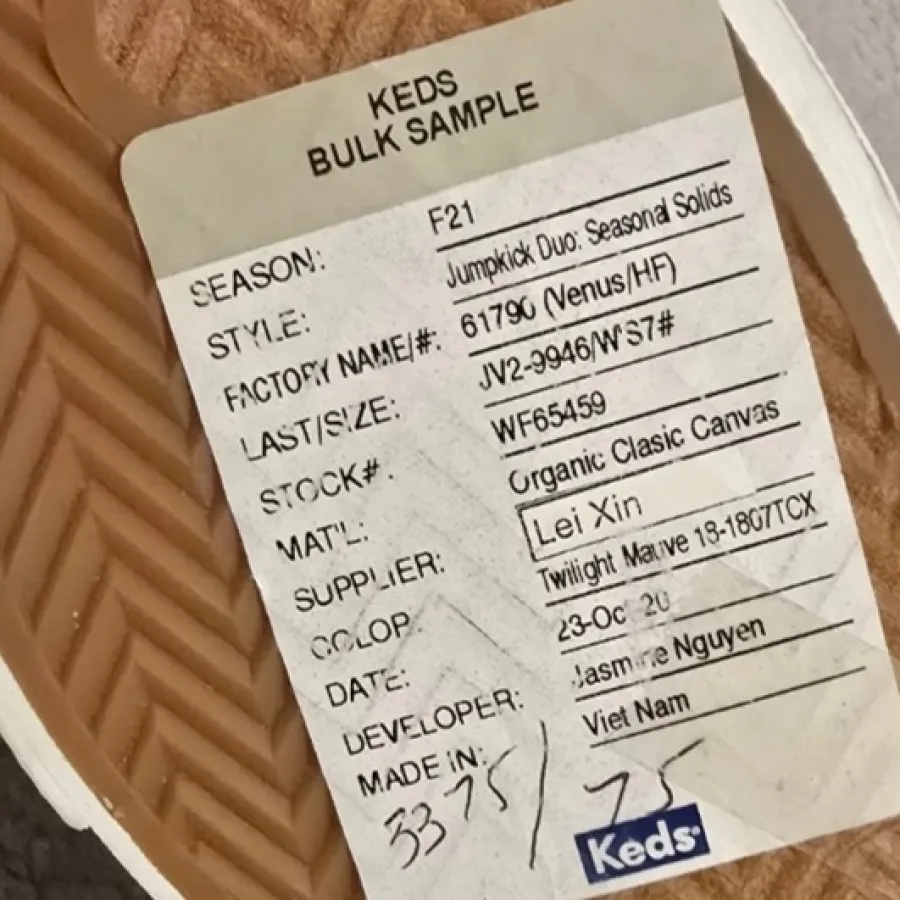 KEDS
BULK SAMPLE
SEASON: F21
STYLE: Jumpkick Duo: Seasonal Solids
FACTORY NAME/#: 61790 (Venus/HF)
LAST/SIZE: JV2-9946/W'S7#
STOCK#: WF65459
MAT'L: Organic Clasic Canvas
SUPPLIER: Lei Xin
COLOR: Twilight Mauve 18-1807TCX
DATE: 23-Oct-20
DEVELOPER: Jasmine Nguyen
MADE IN: Viet Nam
3375/ 75
Keds